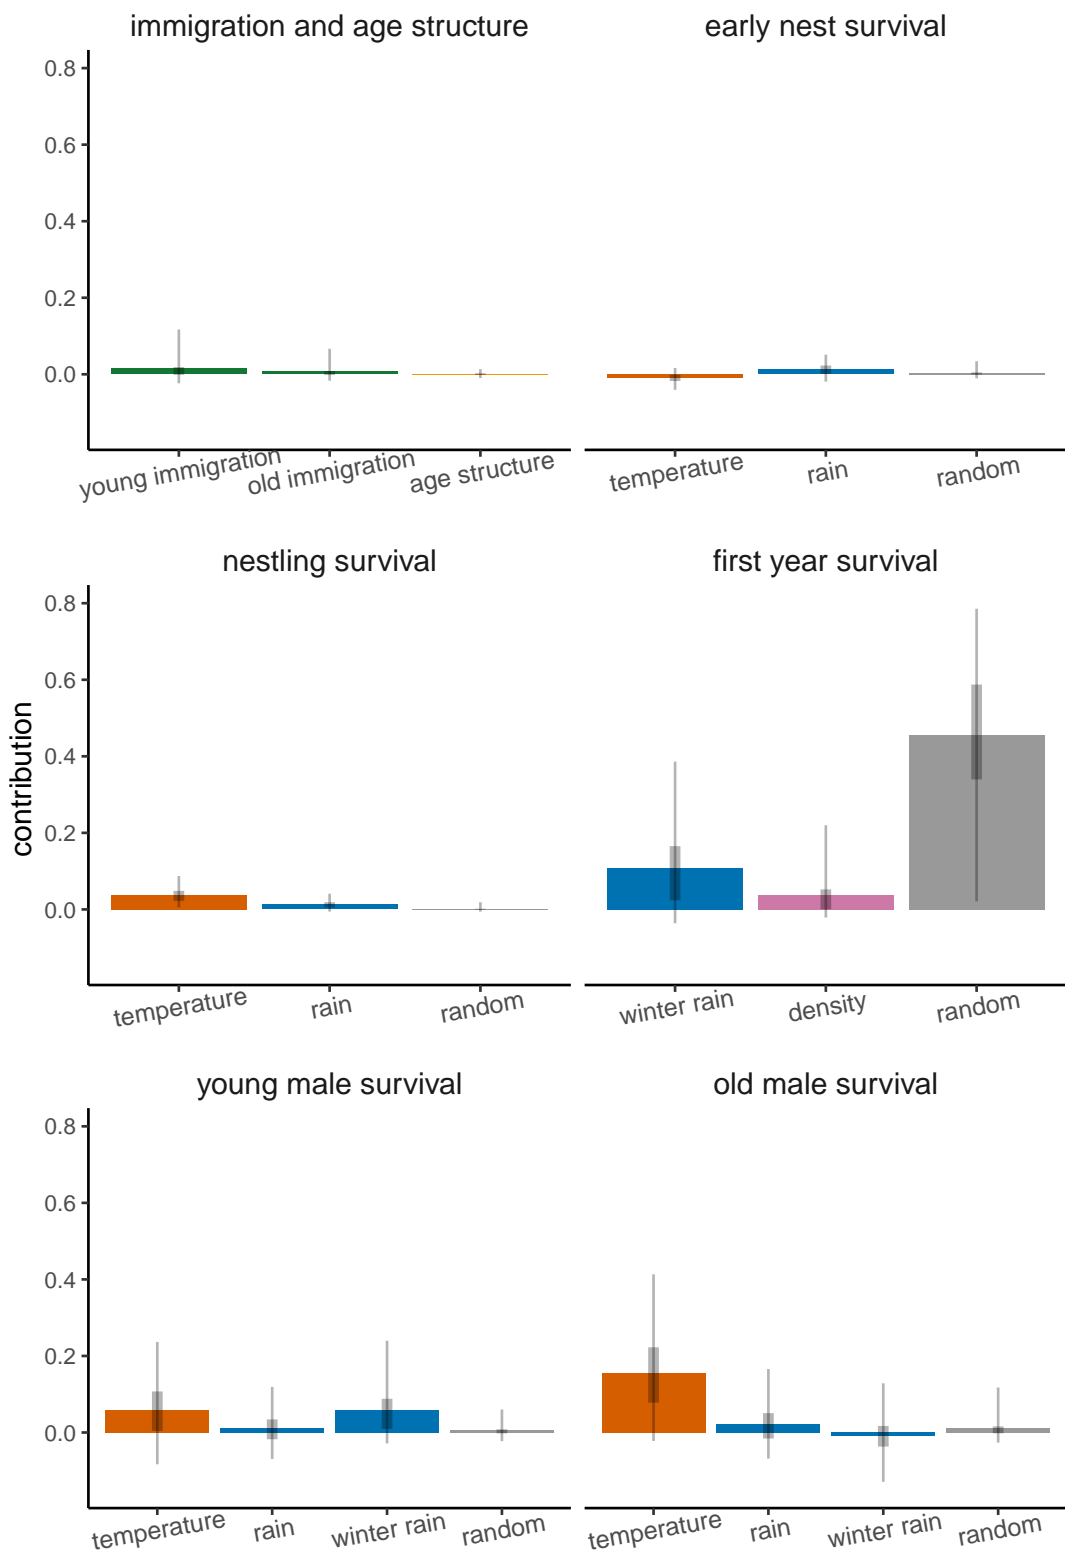 immigration and age structure
early nest survival
0.8
0.6
0.4
0.2
0.0
young immigration
old immigration
age structure
temperature
rain
random
nestling survival
first year survival
contribution
0.8
0.6
0.4
0.2
0.0
temperature
rain
random
winter rain
density
random
young male survival
old male survival
0.8
0.6
0.4
0.2
0.0
temperature
rain
winter rain
random
temperature
rain
winter rain
random